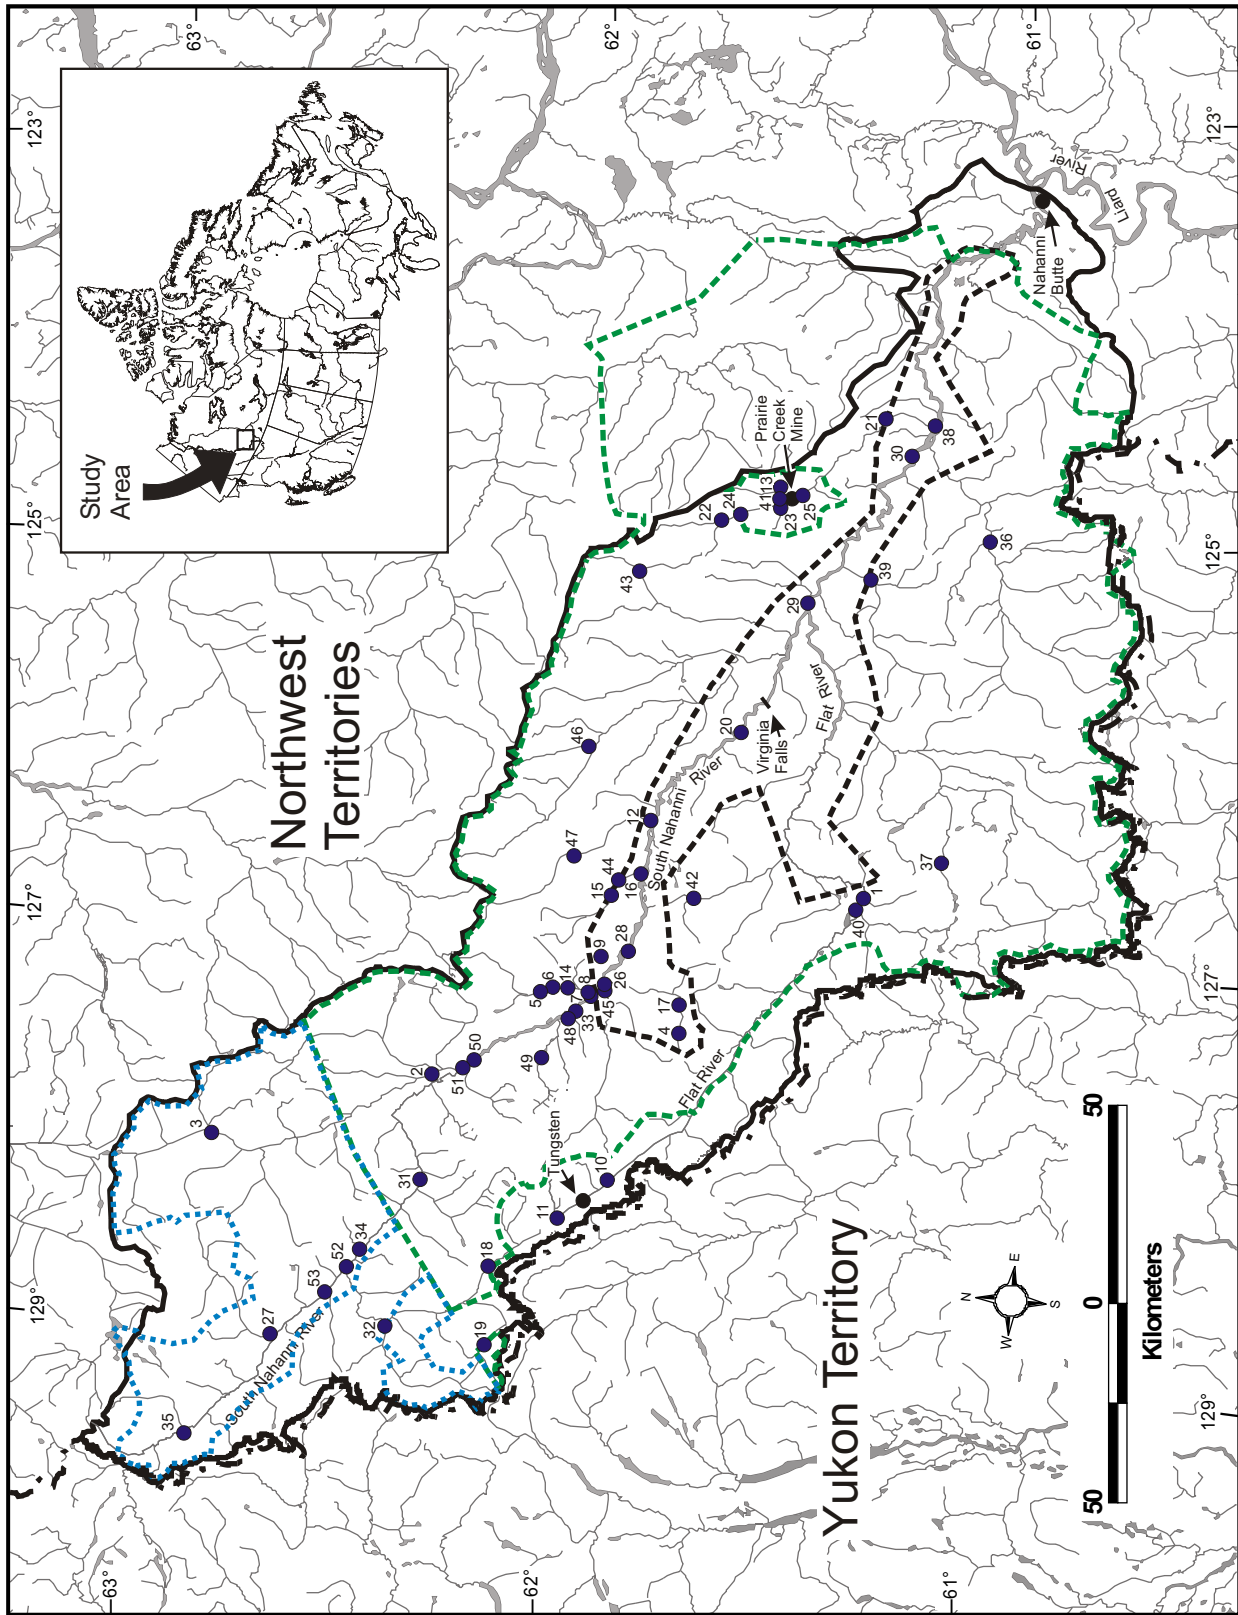 63°
62°
61°
123°
125°
127°
129°
123°
125°
127°
129°
63°
62°
61°
Study
Area
Northwest
Territories
Yukon Territory
Prairie
Creek
Mine
Nahanni
Butte
Liard
River
Virginia
Falls
Flat River
South Nahanni
River
Flat River
Tungsten
South Nahanni River
35
27
53
52
34
32
19
18
31
3
2
51
50
11
10
49
48
7
33
5
6
14
8
45
26
9
28
4
17
15
44
16
47
12
42
46
40
1
37
20
29
39
43
22
24
41
13
23
25
21
30
38
36
N
E
S
W
50
0
50
Kilometers